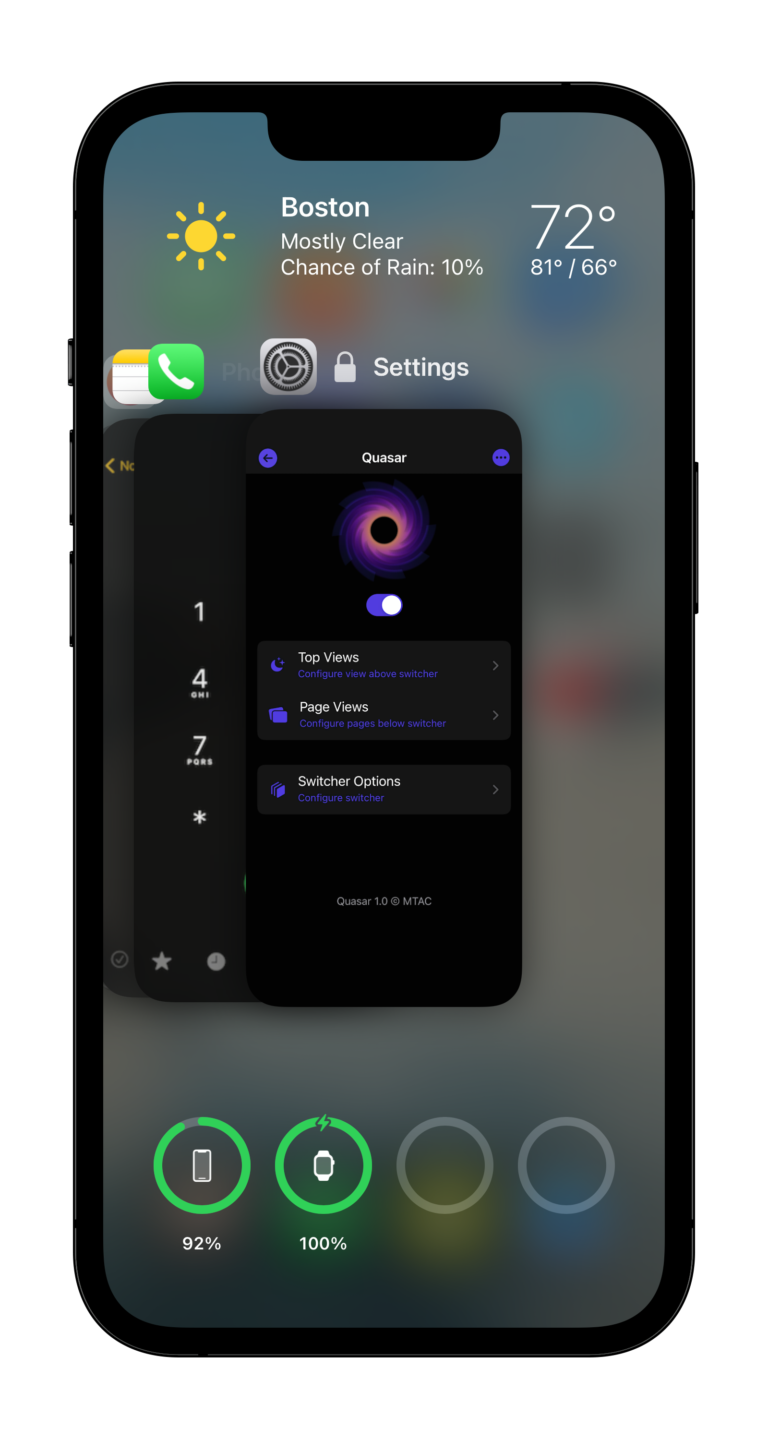 Boston
Mostly Clear
Chance of Rain: 10%
72°
81° / 66°
Settings
Quasar
1
4
GHI
7
PQRS
*
Top Views
Configure view above switcher
Page Views
Configure pages below switcher
Switcher Options
Configure switcher
Quasar 1.0 © MTAC
92%
100%